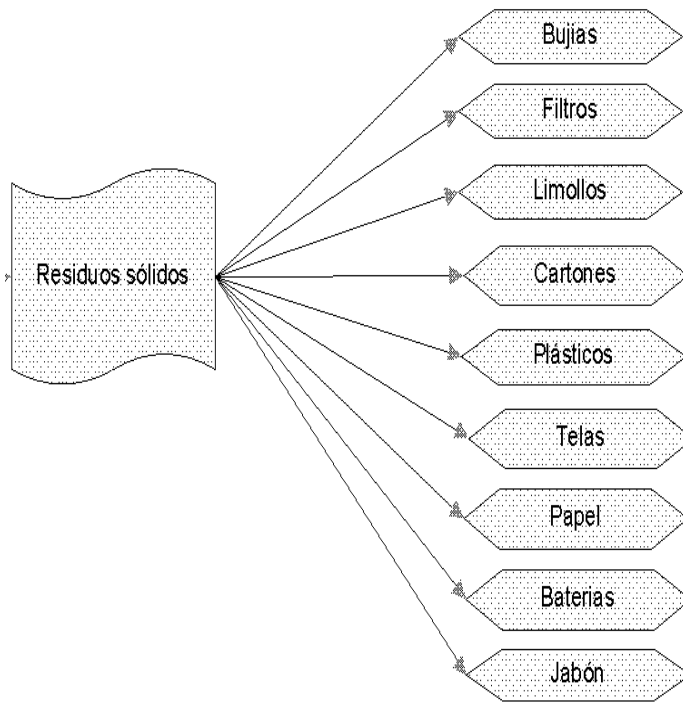 Bujias
Filtros
Limollos
Residuos sólidos
Cartones
Plásticos
Telas
Papel
Baterias
Jabón